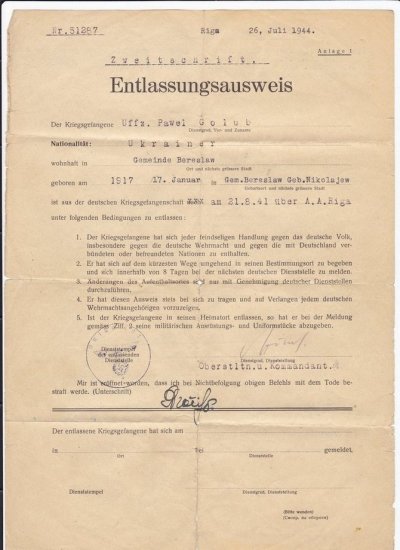 Nr.51287 Riga 26. Juli 1944.
Anlage 1
Zweitschrift.
Entlassungsausweis
Der Kriegsgefangene Uffz. Pawel Golub
Dienstgrad, Vor- und Zuname
Nationalität: Ukrainer
wohnhaft in Gemeinde Bereslaw
Ort und nächste grössere Stadt
geboren am 1917 17. Januar in Gem.Bereslaw Geb.Nikolajew
Geburtsort und nächste grössere Stadt
ist aus der deutschen Kriegsgefangenschaft xxx am 21.8.41 über A.A.Riga
unter folgenden Bedingungen zu entlassen:
1. Der Kriegsgefangene hat sich jeder feindseligen Handlung gegen das deutsche Volk,
insbesondere gegen die deutsche Wehrmacht und gegen die mit Deutschland ver-
bündeten oder befreundeten Nationen zu enthalten.
2. Er hat sich auf dem kürzesten Wege umgehend in seinen Bestimmungsort zu begeben
und sich innerhalb von 8 Tagen bei der nächsten deutschen Dienststelle zu melden.
3. Änderungen des Aufenthaltsortes sind nur mit Genehmigung deutscher Dienststellen
durchzuführen.
4. Er hat diesen Ausweis stets bei sich zu tragen und auf Verlangen jedem deutschen
Wehrmachtsangehörigen vorzuzeigen.
5. Ist der Kriegsgefangene in seinen Heimatort entlassen, so hat er bei der Meldung
gemäss Ziff. 2 seine militärischen Ausrüstungs- und Uniformstücke abzugeben.
Dienststempel
der entlassenden
Dienststelle
Dienstgrad, Dienststellung
Oberstltn.u.Kommandant.
Mir ist eröffnet worden, dass ich bei Nichtbefolgung obigen Befehls mit dem Tode be-
straft werde. (Unterschrift)
Der entlassene Kriegsgefangene hat sich am
in bei gemeldet.
Ort Dienststelle
Dienststempel Dienstgrad, Dienststellung
(Bitte wenden)